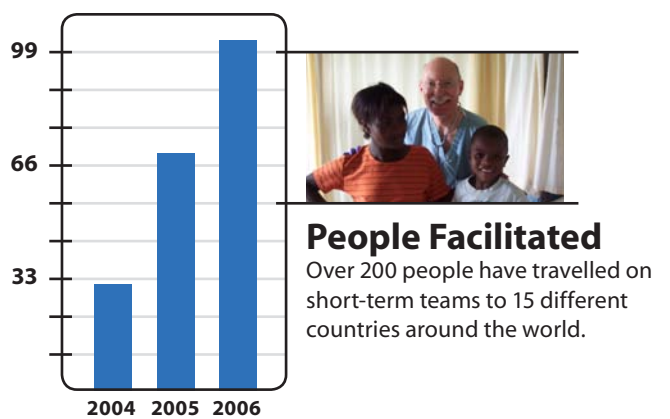 99
66
33
2004 2005 2006
People Facilitated
Over 200 people have travelled on
short-term teams to 15 different
countries around the world.